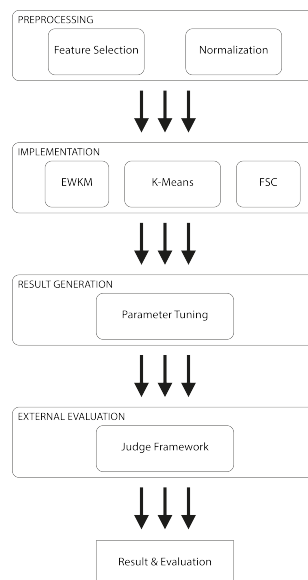 PREPROCESSING
Feature Selection
Normalization
IMPLEMENTATION
EWKM
K-Means
FSC
RESULT GENERATION
Parameter Tuning
EXTERNAL EVALUATION
Judge Framework
Result & Evaluation